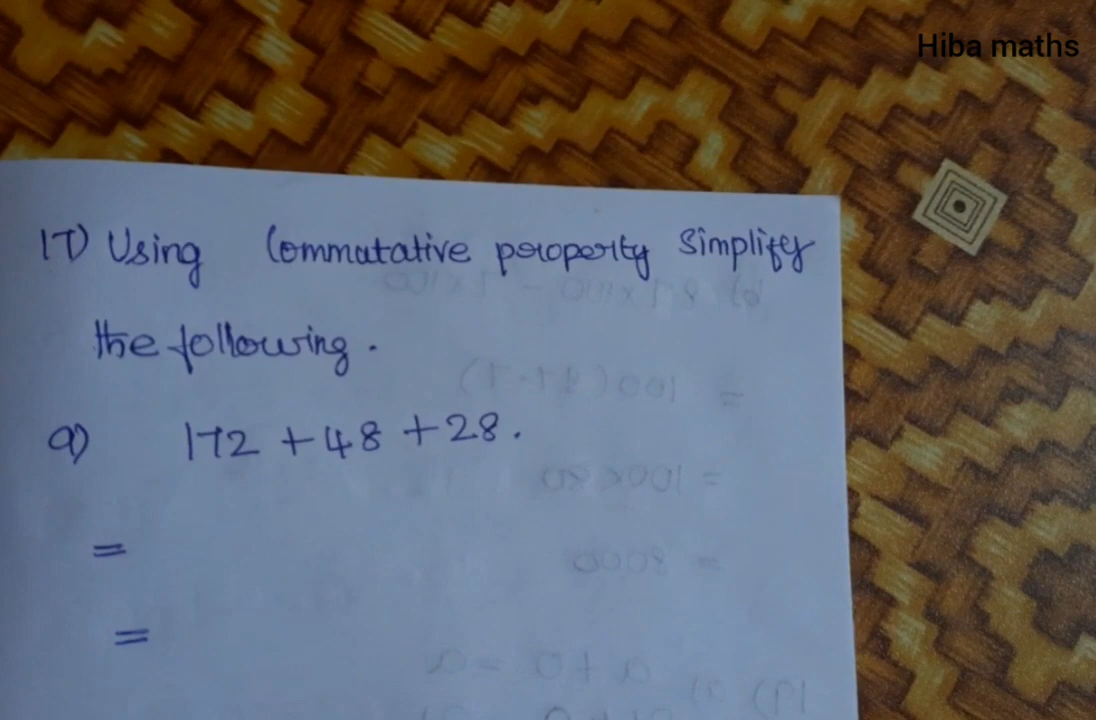 Hiba maths
17) Using Commutative property Simplify
the following.
a) 172 + 48 + 28.
=
=